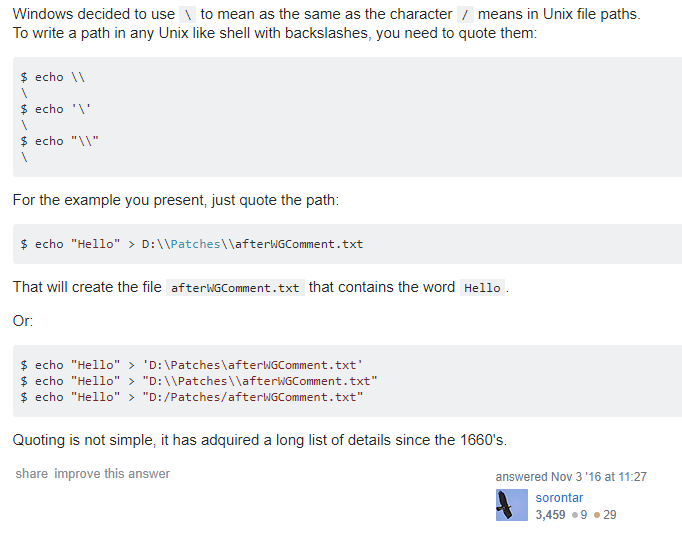 Windows decided to use \ to mean as the same as the character / means in Unix file paths.
To write a path in any Unix like shell with backslashes, you need to quote them:
$ echo \\
\
$ echo '\'
\
$ echo "\\"
\
For the example you present, just quote the path:
$ echo "Hello" > D:\\Patches\\afterWGComment.txt
That will create the file afterWGComment.txt that contains the word Hello .
Or:
$ echo "Hello" > 'D:\Patches\afterWGComment.txt'
$ echo "Hello" > "D:\\Patches\\afterWGComment.txt"
$ echo "Hello" > "D:/Patches/afterWGComment.txt"
Quoting is not simple, it has adquired a long list of details since the 1660's.
share improve this answer
answered Nov 3 '16 at 11:27
sorontar
3,459 ●9 ●29